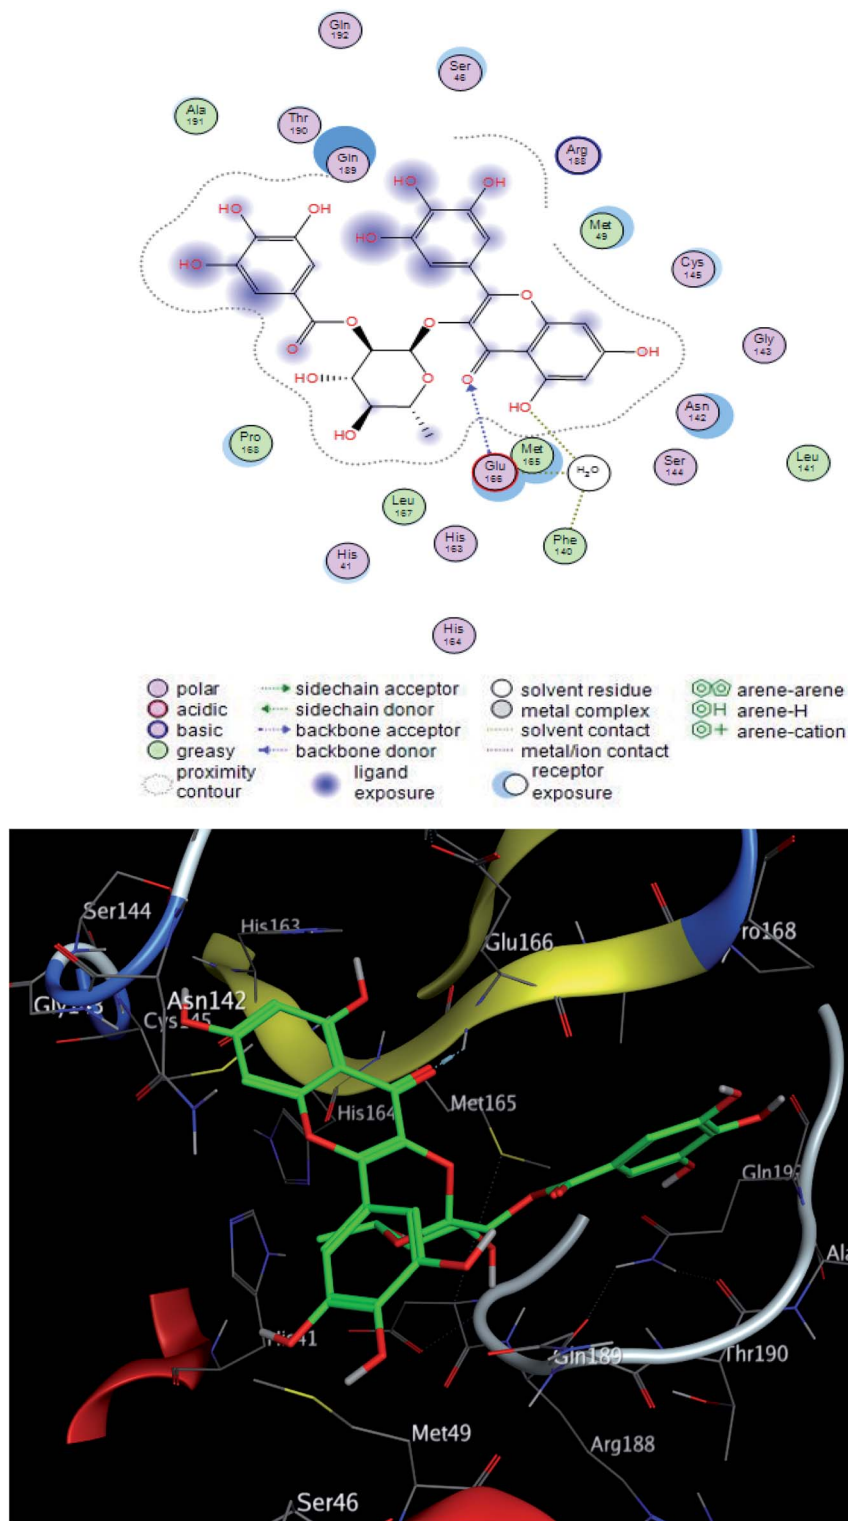 Gln
192
Ser
46
Ala
191
Thr
190
Gln
189
Arg
188
Met
49
Cys
145
Gly
143
Asn
142
Ser
144
Leu
141
Pro
168
Glu
166
Met
165
H2O
Leu
167
His
163
Phe
140
His
41
His
164
HO
OH
OH
HO
HO
OH
HO
O
O
O
O
HO
O
HO
O
OH
HO
polar
acidic
basic
greasy
proximity
contour
sidechain acceptor
sidechain donor
backbone acceptor
backbone donor
ligand
exposure
solvent residue
metal complex
solvent contact
metal/ion contact
receptor
exposure
arene-arene
H arene-H
+ arene-cation
Ser144
His163
Glu166
ro168
Gly143
Asn142
Cys145
His164
Met165
Gln192
Ala
His41
Gln189
Thr190
Met49
Arg188
Ser46